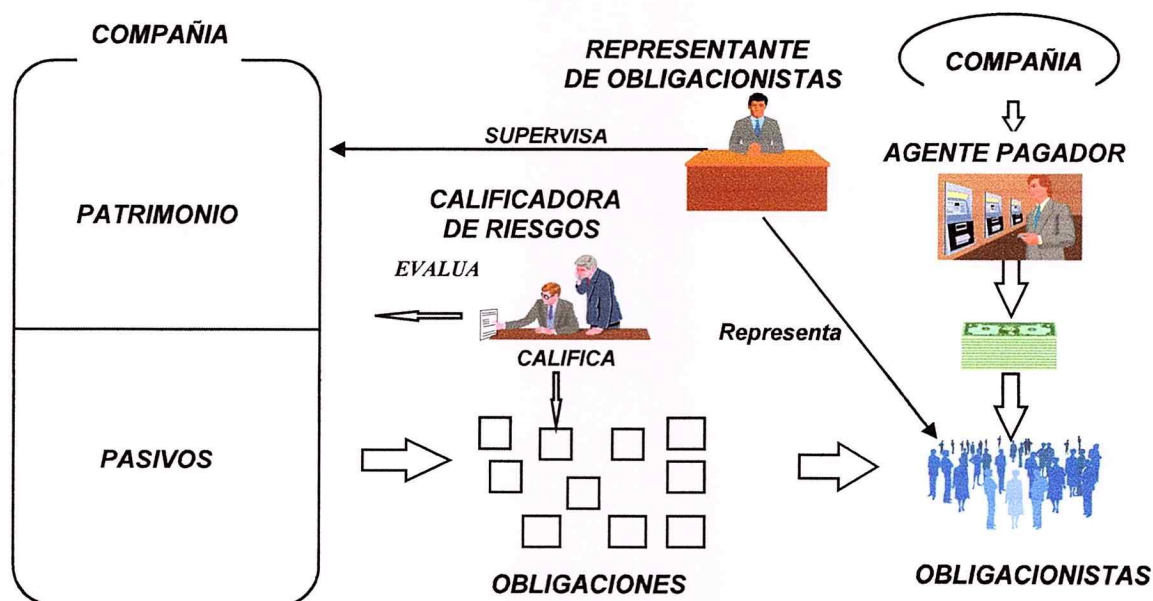 COMPAÑIA
PATRIMONIO
PASIVOS
REPRESENTANTE
DE OBLIGACIONISTAS
SUPERVISA
CALIFICADORA
DE RIESGOS
EVALUA
CALIFICA
OBLIGACIONES
Representa
COMPAÑIA
AGENTE PAGADOR
OBLIGACIONISTAS